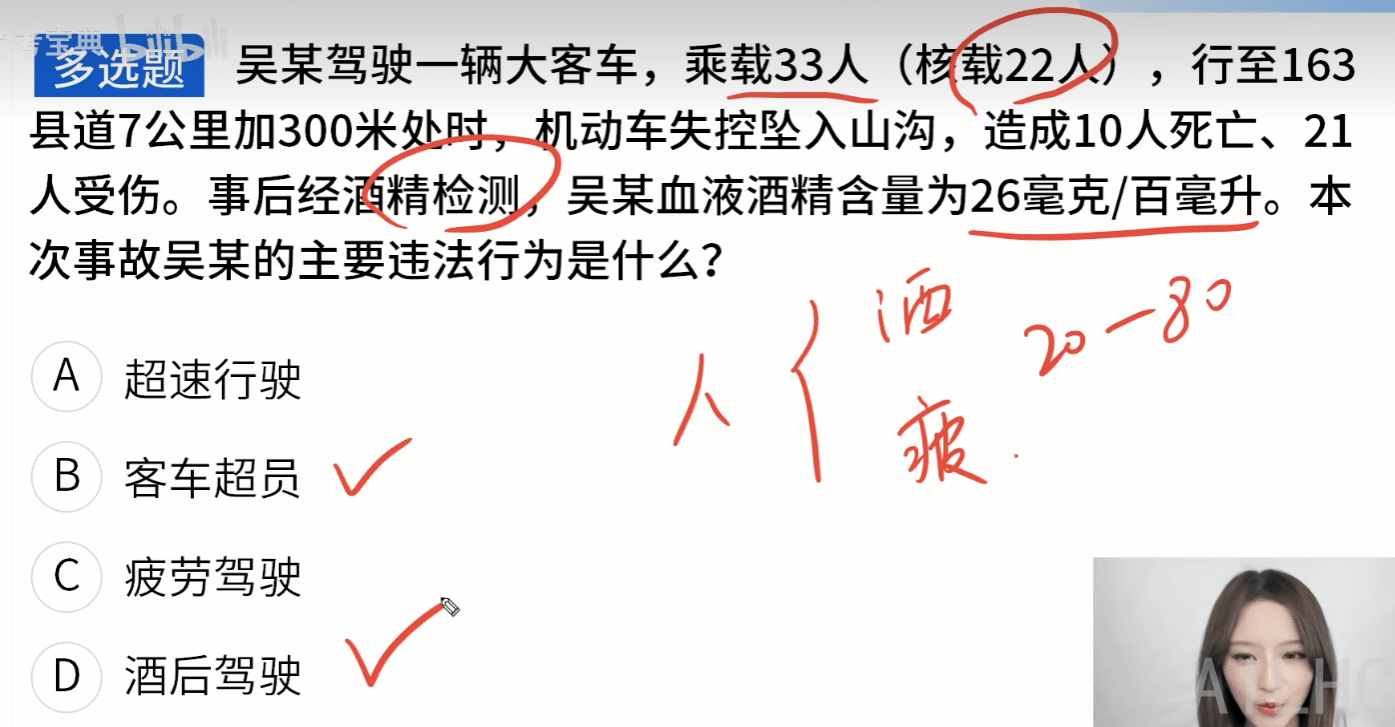 考宝典 bilibili
多选题 吴某驾驶一辆大客车，乘载33人（核载22人），行至163
县道7公里加300米处时，机动车失控坠入山沟，造成10人死亡、21
人受伤。事后经酒精检测，吴某血液酒精含量为26毫克/百毫升。本
次事故吴某的主要违法行为是什么？
酒 20-80
人
疲
A 超速行驶
B 客车超员
C 疲劳驾驶
D 酒后驾驶